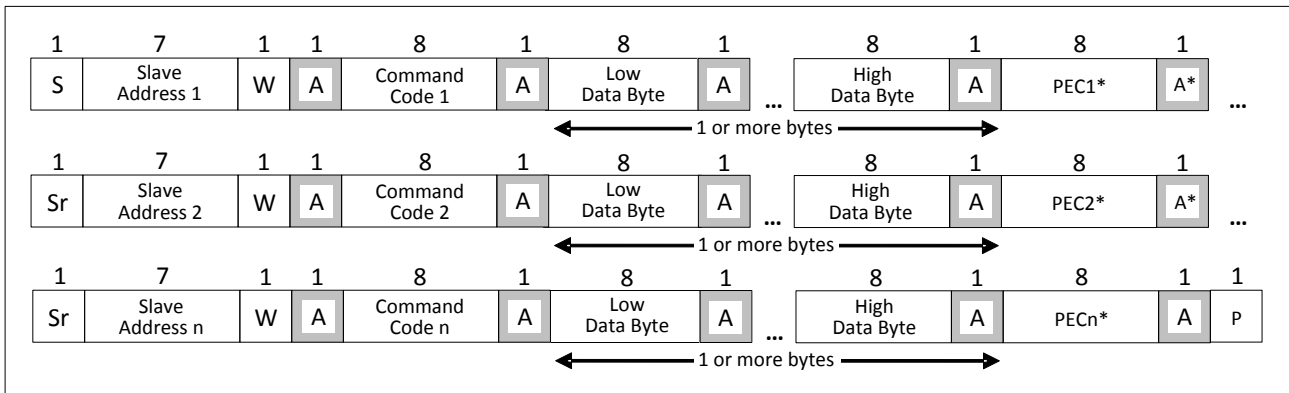 1 7 1 1 8 1 8 1 8 1 8 1
S Slave Address 1 W A Command Code 1 A Low Data Byte A ... High Data Byte A PEC1* A* ...
1 or more bytes
1 7 1 1 8 1 8 1 8 1 8 1
Sr Slave Address 2 W A Command Code 2 A Low Data Byte A ... High Data Byte A PEC2* A* ...
1 or more bytes
1 7 1 1 8 1 8 1 8 1 8 1 1
Sr Slave Address n W A Command Code n A Low Data Byte A ... High Data Byte A PECn* A P
1 or more bytes